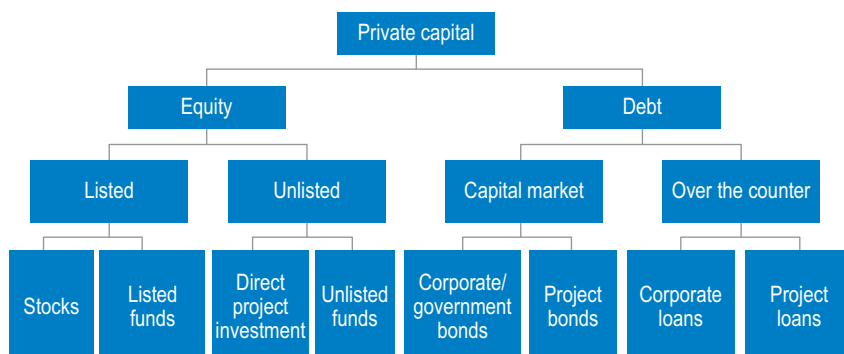 Private capital
Equity
Debt
Listed
Unlisted
Capital market
Over the counter
Stocks
Listed
funds
Direct
project
investment
Unlisted
funds
Corporate/
government
bonds
Project
bonds
Corporate
loans
Project
loans